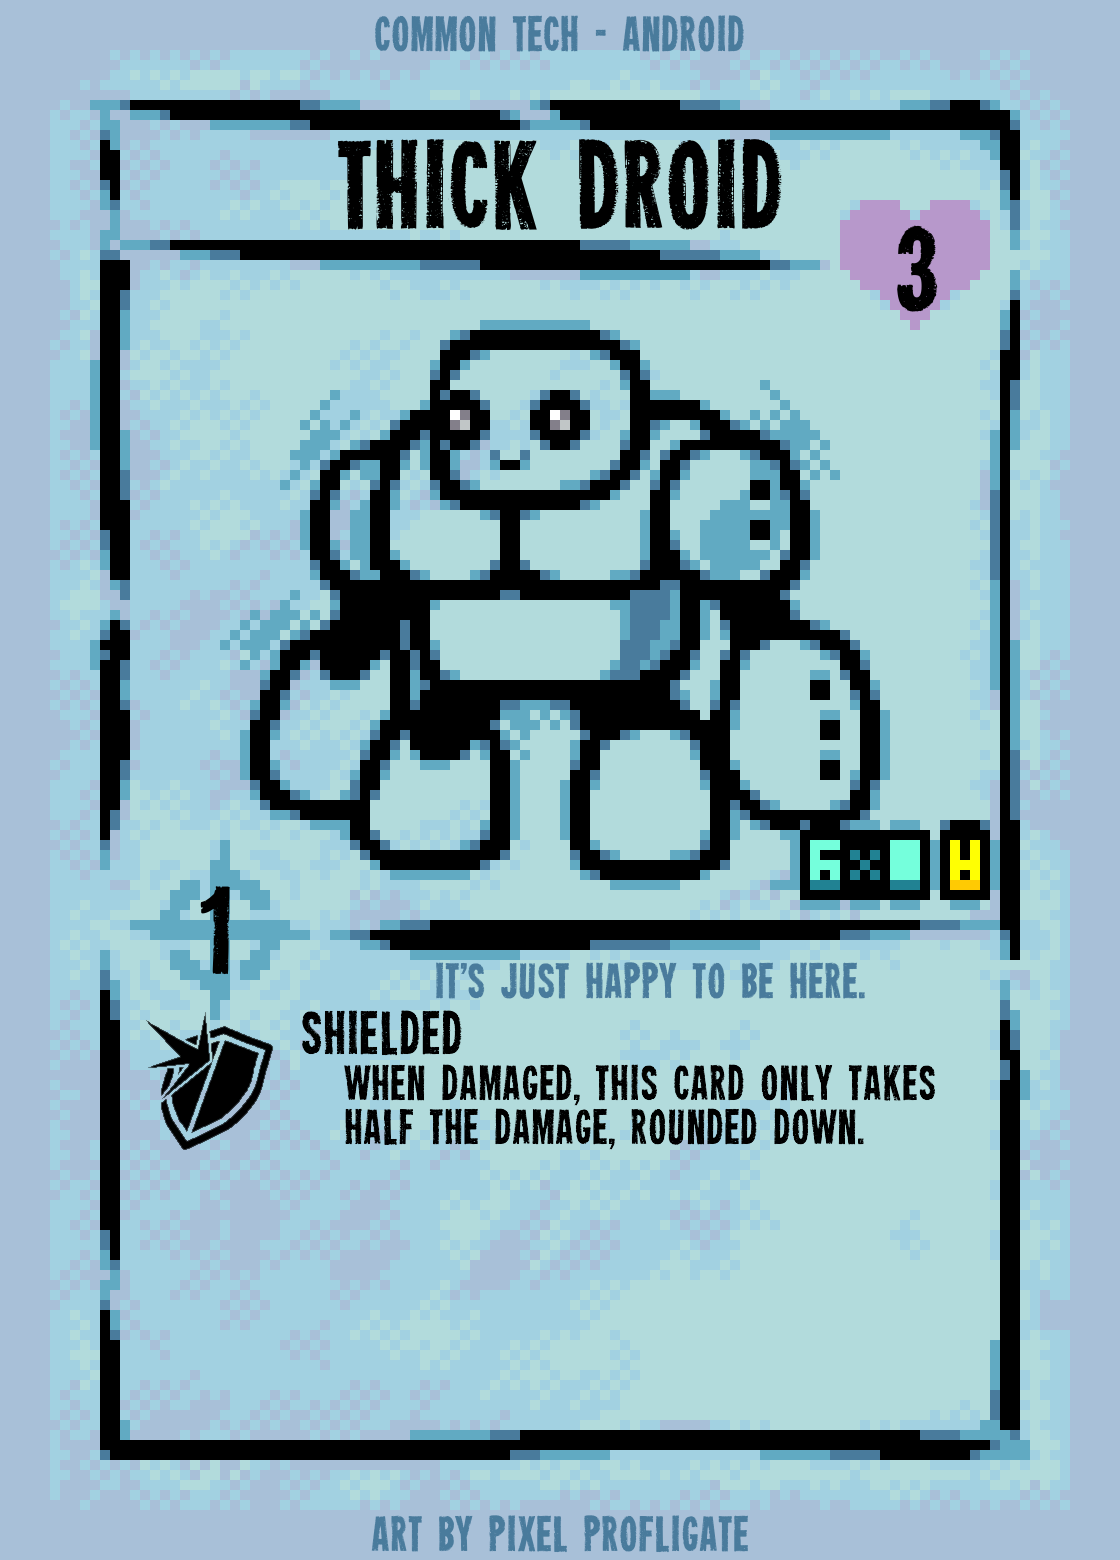 COMMON TECH - ANDROID
THICK DROID
3
6
1
IT'S JUST HAPPY TO BE HERE.
SHIELDED
WHEN DAMAGED, THIS CARD ONLY TAKES
HALF THE DAMAGE, ROUNDED DOWN.
ART BY PIXEL PROFLIGATE